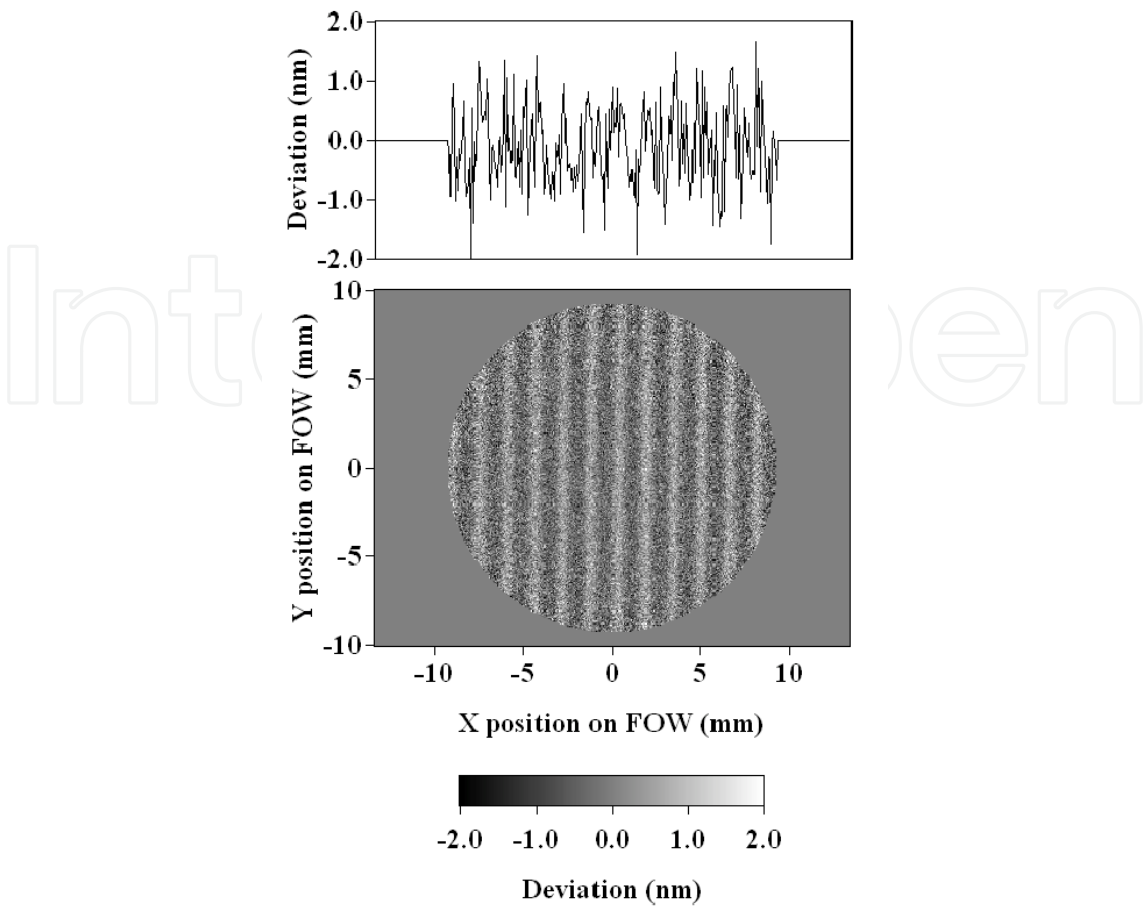 2.0
1.0
0.0
-1.0
-2.0
Deviation (nm)
10
5
0
-5
-10
Y position on FOW (mm)
-10 -5 0 5 10
X position on FOW (mm)
-2.0 -1.0 0.0 1.0 2.0
Deviation (nm)